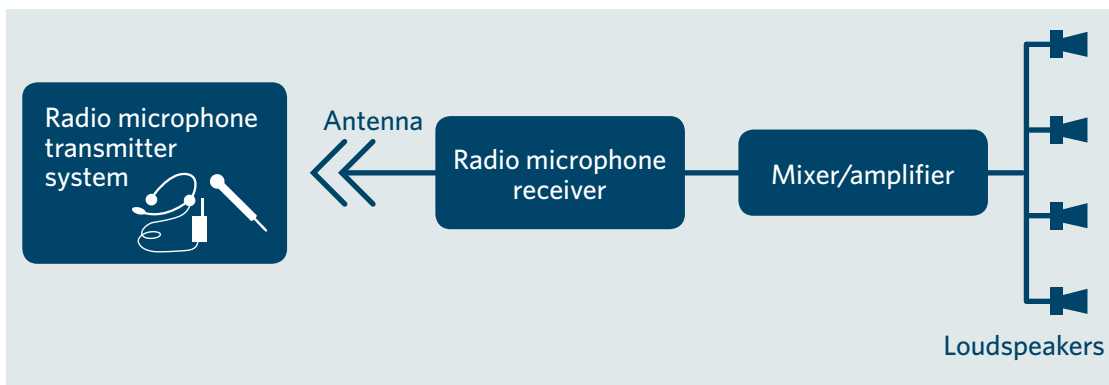 Radio microphone
transmitter
system
Antenna
Radio microphone
receiver
Mixer/amplifier
Loudspeakers